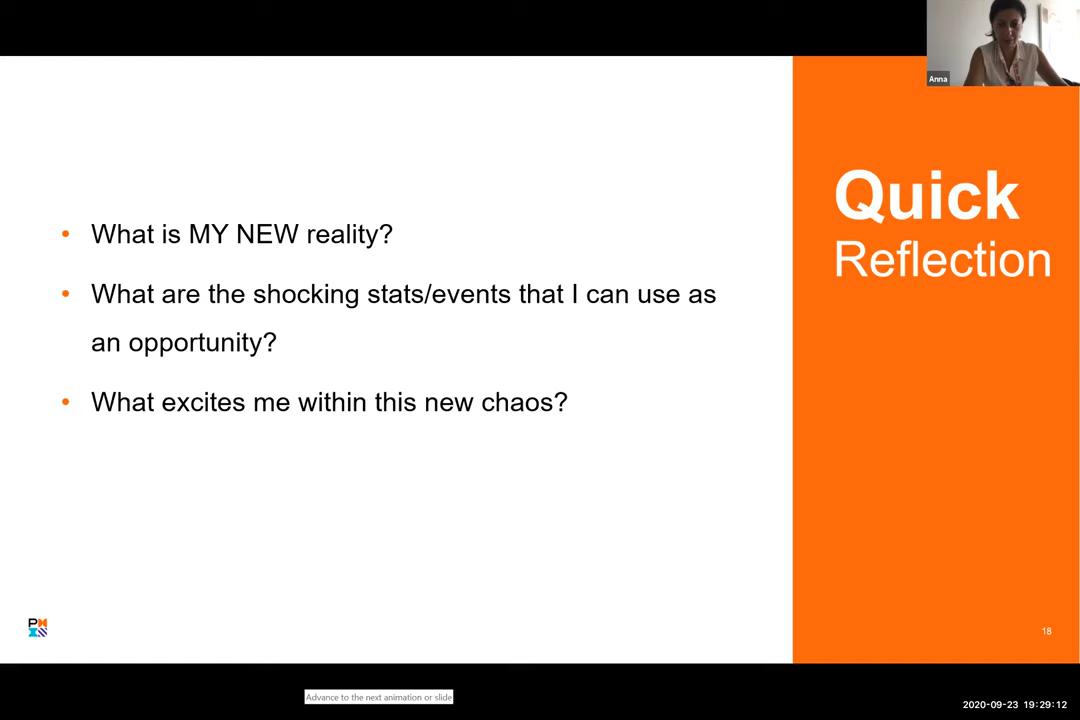 Anna
Quick
Reflection
• What is MY NEW reality?
• What are the shocking stats/events that I can use as
an opportunity?
• What excites me within this new chaos?
18
Advance to the next animation or slide
2020-09-23 19:29:12